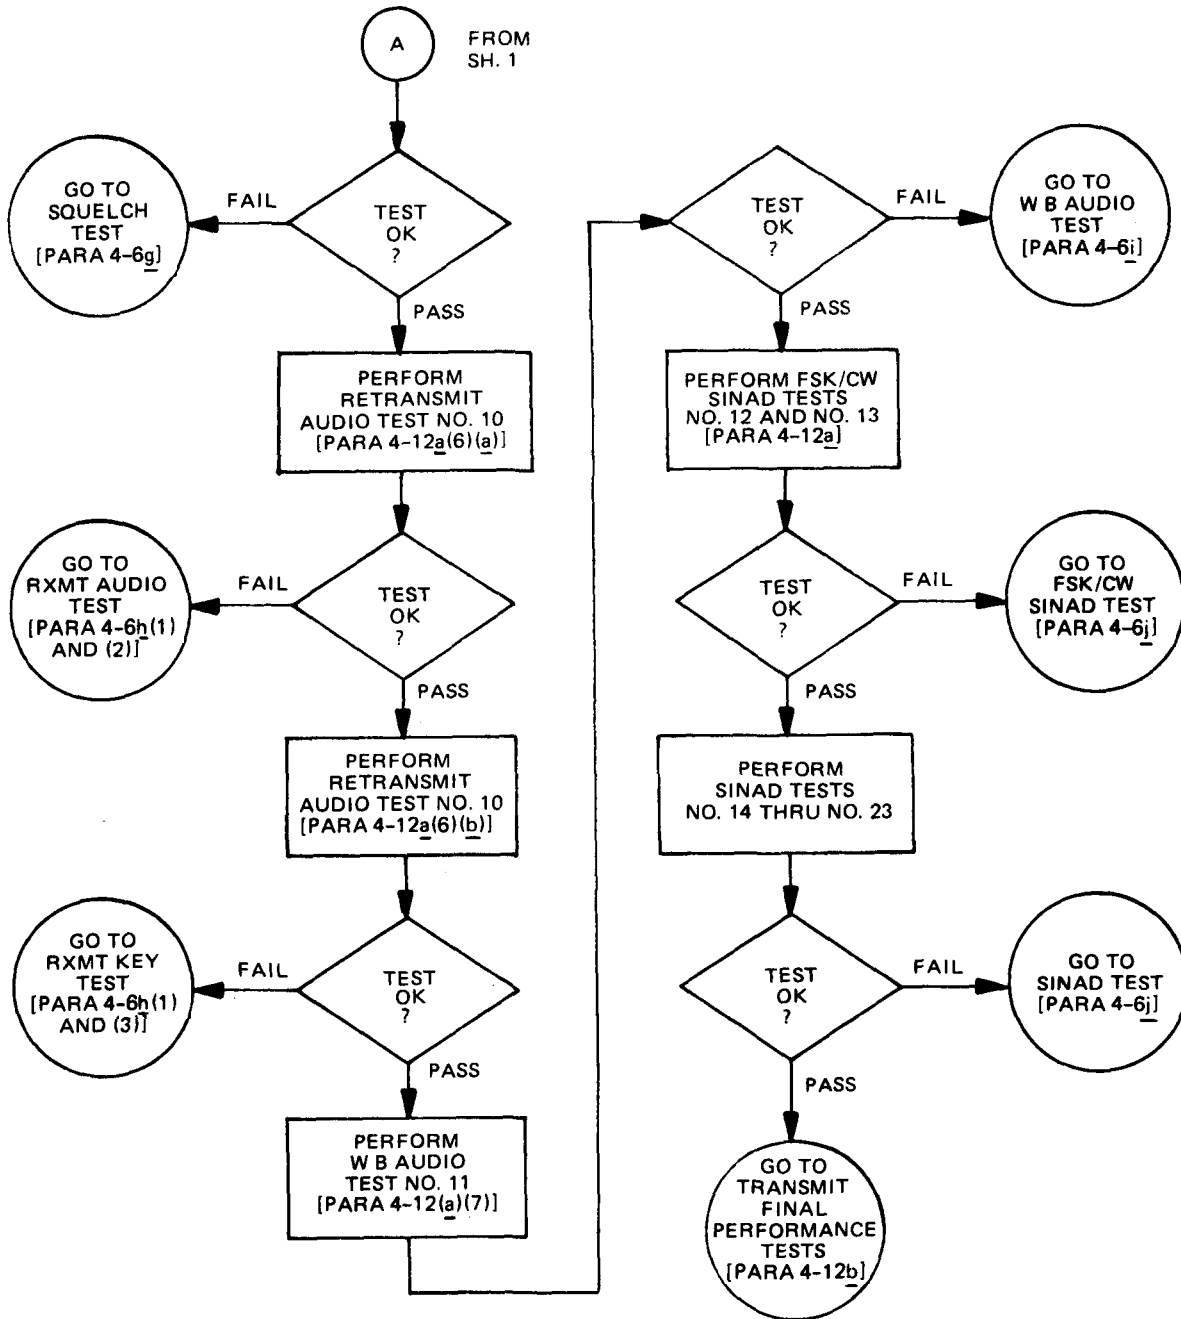 A
FROM
SH. 1
TEST
OK
?
FAIL
GO TO
SQUELCH
TEST
[PARA 4-6g]
PASS
PERFORM
RETRANSMIT
AUDIO TEST NO. 10
[PARA 4-12a(6)(a)]
TEST
OK
?
FAIL
GO TO
RXMT AUDIO
TEST
[PARA 4-6h(1)
AND (2)]
PASS
PERFORM
RETRANSMIT
AUDIO TEST NO. 10
[PARA 4-12a(6)(b)]
TEST
OK
?
FAIL
GO TO
RXMT KEY
TEST
[PARA 4-6h(1)
AND (3)]
PASS
PERFORM
W B AUDIO
TEST NO. 11
[PARA 4-12(a)(7)]
TEST
OK
?
FAIL
GO TO
W B AUDIO
TEST
[PARA 4-6i]
PASS
PERFORM FSK/CW
SINAD TESTS
NO. 12 AND NO. 13
[PARA 4-12a]
TEST
OK
?
FAIL
GO TO
FSK/CW
SINAD TEST
[PARA 4-6j]
PASS
PERFORM
SINAD TESTS
NO. 14 THRU NO. 23
TEST
OK
?
FAIL
GO TO
SINAD TEST
[PARA 4-6j]
PASS
GO TO
TRANSMIT
FINAL
PERFORMANCE
TESTS
[PARA 4-12b]